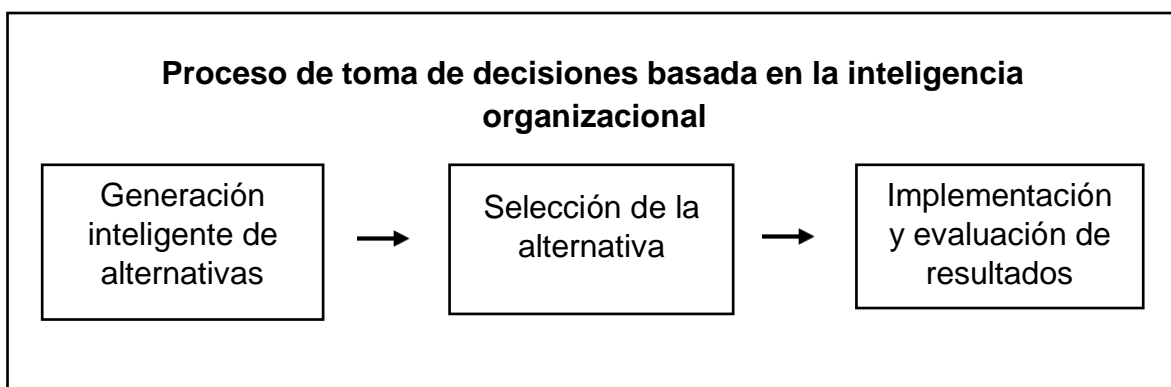 Proceso de toma de decisiones basada en la inteligencia
organizacional
Generación
inteligente de
alternativas
Selección de la
alternativa
Implementación
y evaluación de
resultados